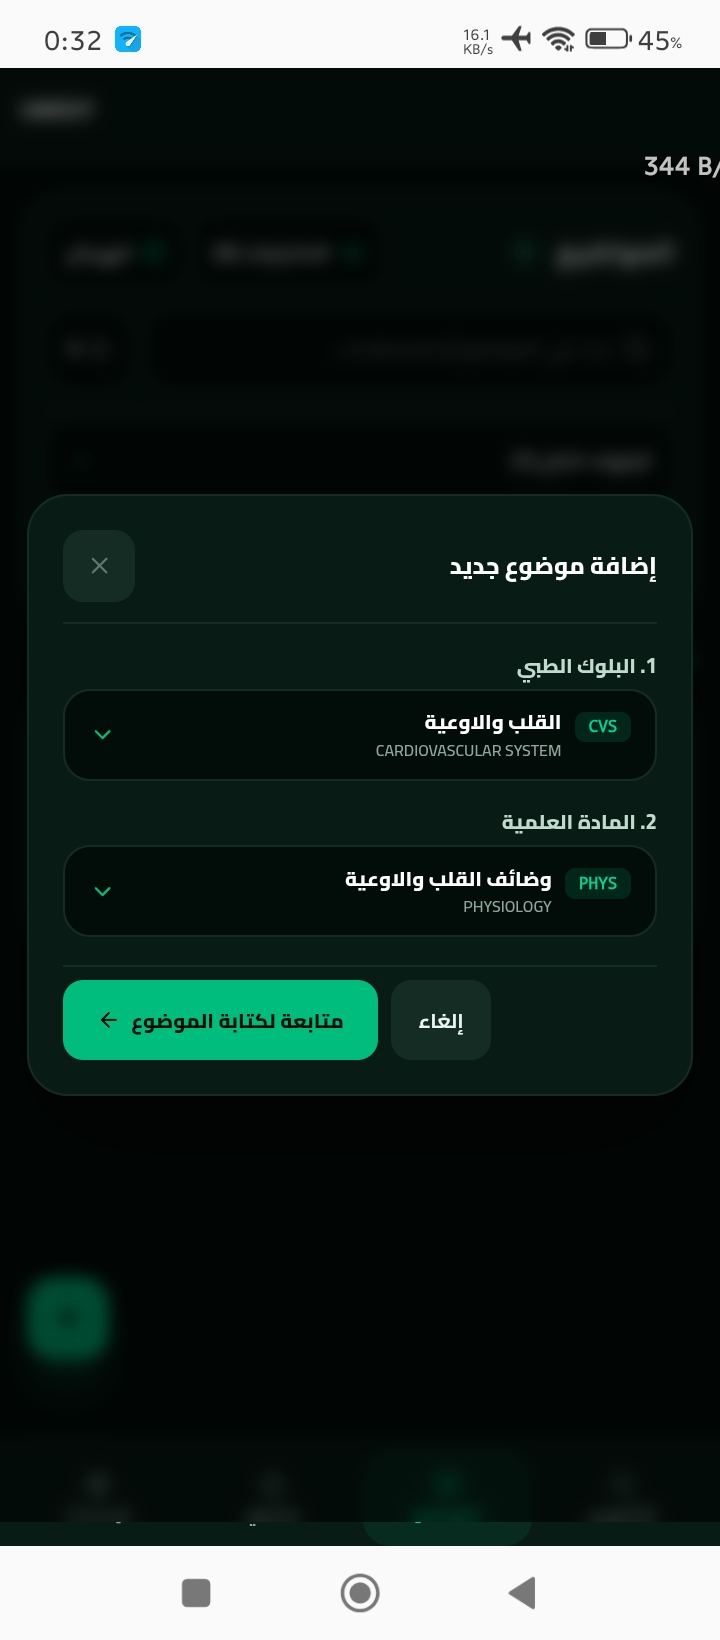 0:32
16.1
KB/s
45%
344 B/
إضافة موضوع جديد
1. البلوك الطبي
CVS
القلب والاوعية
CARDIOVASCULAR SYSTEM
2. المادة العلمية
PHYS
وضائف القلب والاوعية
PHYSIOLOGY
إلغاء
متابعة لكتابة الموضوع ←